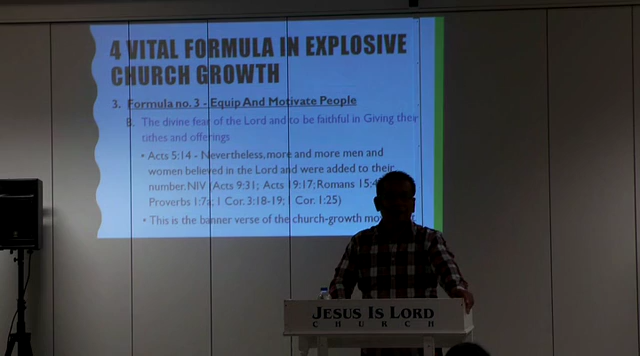 4 VITAL FORMULA IN EXPLOSIVE
CHURCH GROWTH
3. Formula no. 3 - Equip And Motivate People
B. The divine fear of the Lord and to be faithful in Giving their
tithes and offerings
• Acts 5:14 - Nevertheless, more and more men and
women believed in the Lord and were added to their
number. NIV (Acts 9:31; Acts 19:17; Romans
Proverbs 1:7a; 1 Cor. 3:18-19; 1 Cor. 1:25)
• This is the banner verse of the church-growth
JESUS IS LORD
CHURCH